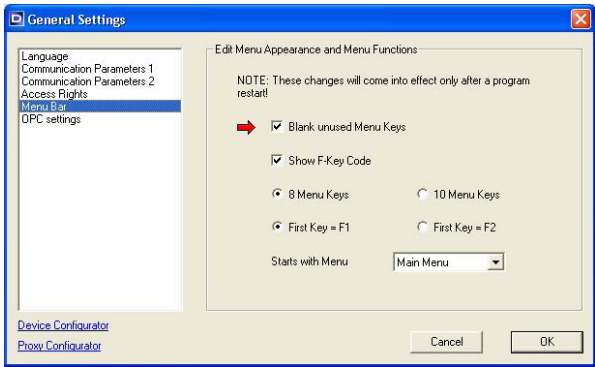 General Settings
Language
Communication Parameters 1
Communication Parameters 2
Access Rights
Menu Bar
OPC settings
Device Configurator
Proxy Configurator
Edit Menu Appearance and Menu Functions
NOTE: These changes will come into effect only after a program
restart!
Blank unused Menu Keys
Show F-Key Code
8 Menu Keys
10 Menu Keys
First Key = F1
First Key = F2
Starts with Menu
Main Menu
Cancel
OK